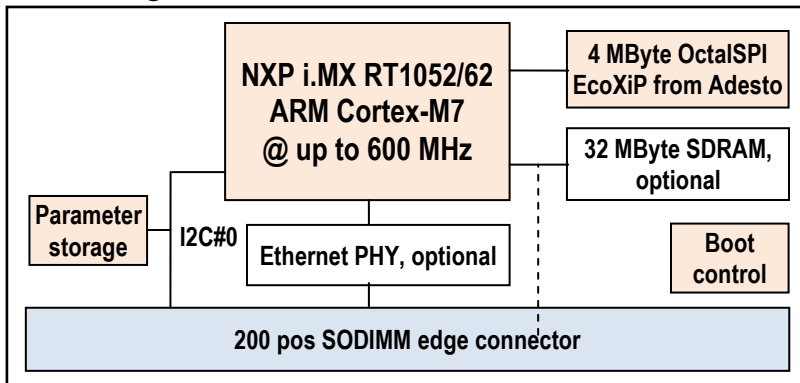 NXP i.MX RT1052/62
ARM Cortex-M7
@ up to 600 MHz
4 MByte OctalSPI
EcoXiP from Adesto
32 MByte SDRAM,
optional
Parameter
storage
I2C#0
Ethernet PHY, optional
Boot
control
200 pos SODIMM edge connector